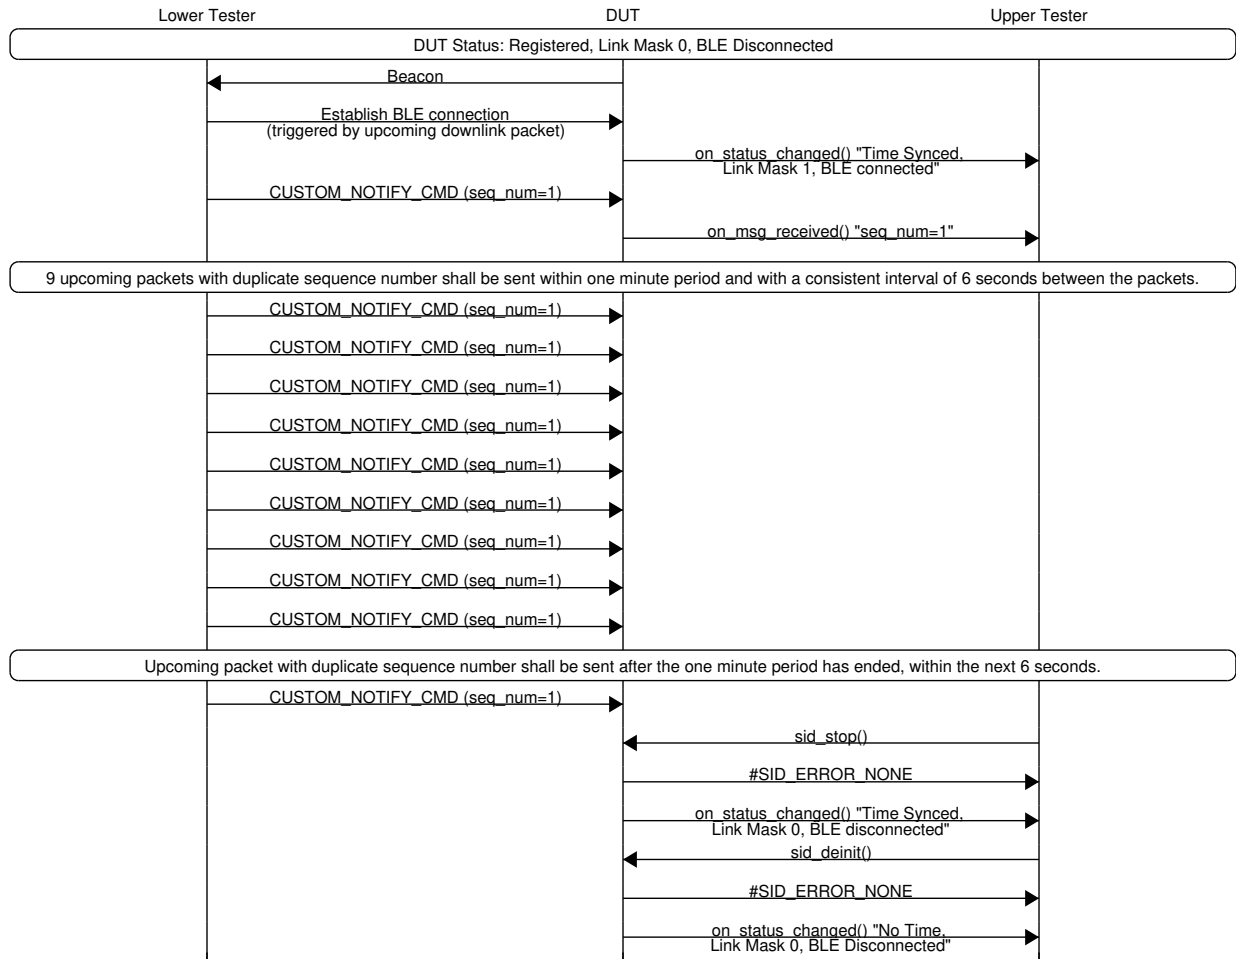 Lower Tester DUT Upper Tester
DUT Status: Registered, Link Mask 0, BLE Disconnected
Beacon
Establish BLE connection
(triggered by upcoming downlink packet)
on_status_changed() "Time Synced,
Link Mask 1, BLE connected"
CUSTOM_NOTIFY_CMD (seq_num=1)
on_msg_received() "seq_num=1"
9 upcoming packets with duplicate sequence number shall be sent within one minute period and with a consistent interval of 6 seconds between the packets.
CUSTOM_NOTIFY_CMD (seq_num=1)
CUSTOM_NOTIFY_CMD (seq_num=1)
CUSTOM_NOTIFY_CMD (seq_num=1)
CUSTOM_NOTIFY_CMD (seq_num=1)
CUSTOM_NOTIFY_CMD (seq_num=1)
CUSTOM_NOTIFY_CMD (seq_num=1)
CUSTOM_NOTIFY_CMD (seq_num=1)
CUSTOM_NOTIFY_CMD (seq_num=1)
CUSTOM_NOTIFY_CMD (seq_num=1)
Upcoming packet with duplicate sequence number shall be sent after the one minute period has ended, within the next 6 seconds.
CUSTOM_NOTIFY_CMD (seq_num=1)
sid_stop()
#SID_ERROR_NONE
on_status_changed() "Time Synced,
Link Mask 0, BLE disconnected"
sid_deinit()
#SID_ERROR_NONE
on_status_changed() "No Time,
Link Mask 0, BLE Disconnected"